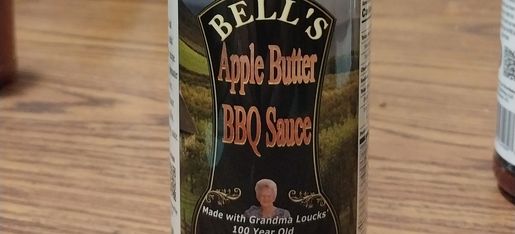 BELL'S
Apple Butter
BBQ Sauce
Made with Grandma Loucks'
100 Year Old